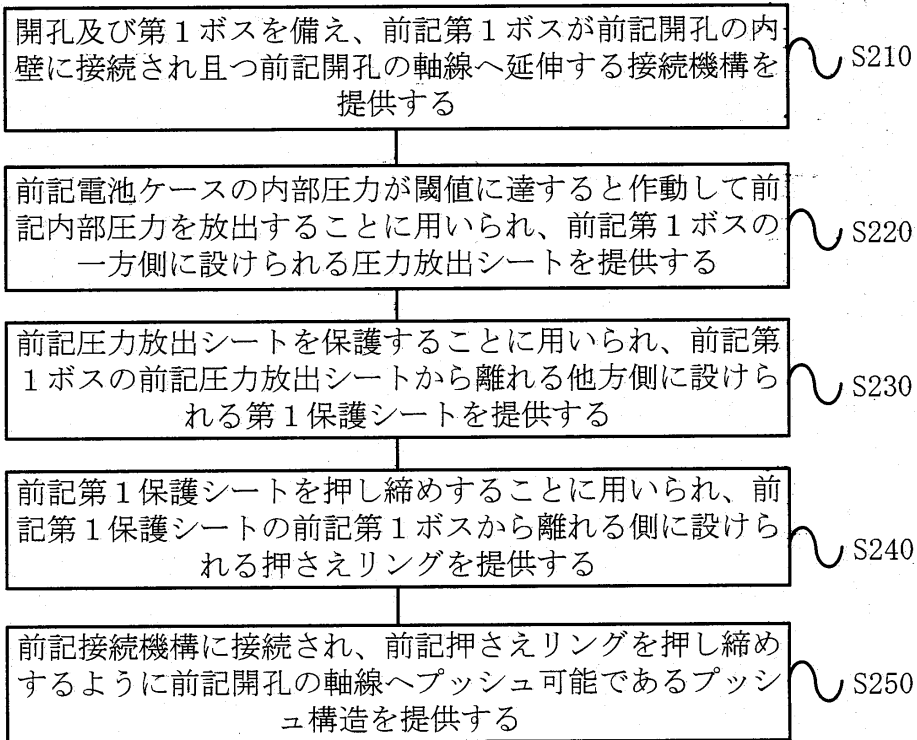 開孔及び第1ボスを備え、前記第1ボスが前記開孔の内
壁に接続され且つ前記開孔の軸線へ延伸する接続機構を
提供する
S210
前記電池ケースの内部圧力が閾値に達すると作動して前
記内部圧力を放出することに用いられ、前記第1ボスの
一方側に設けられる圧力放出シートを提供する
S220
前記圧力放出シートを保護することに用いられ、前記第
1ボスの前記圧力放出シートから離れる他方側に設けら
れる第1保護シートを提供する
S230
前記第1保護シートを押し締めすることに用いられ、前
記第1保護シートの前記第1ボスから離れる側に設けら
れる押さえリングを提供する
S240
前記接続機構に接続され、前記押さえリングを押し締め
するように前記開孔の軸線へプッシュ可能であるプッシ
ュ構造を提供する
S250